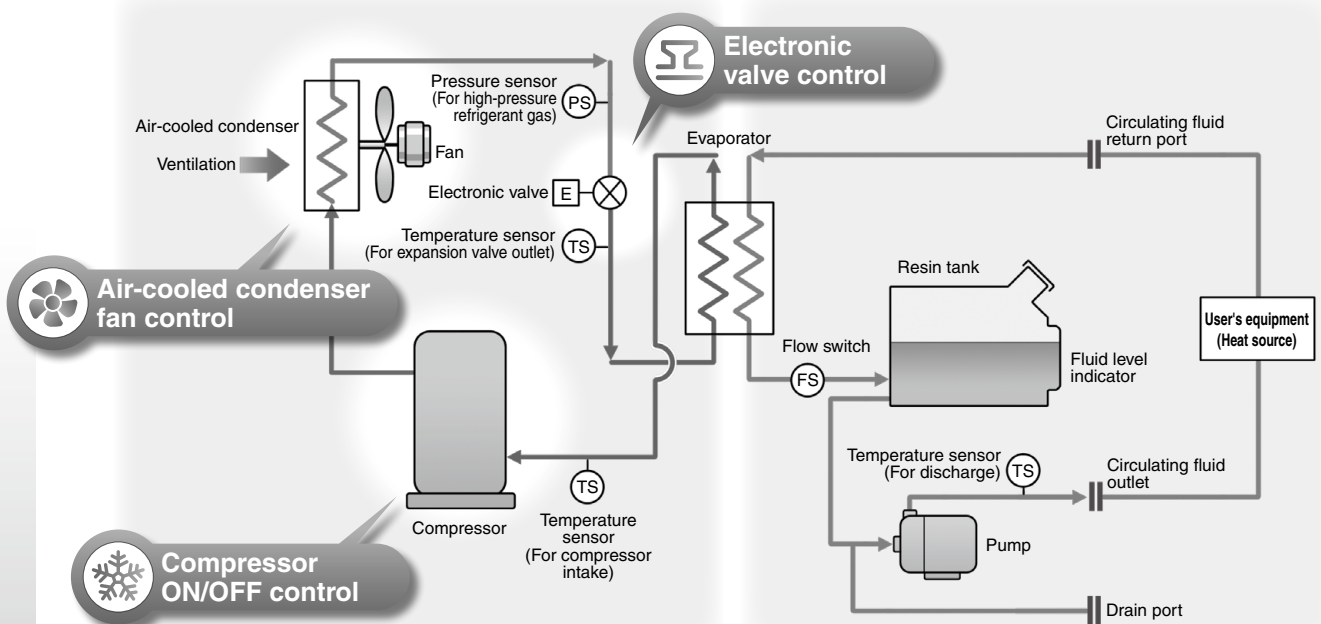 Electronic
valve control
Pressure sensor
(For high-pressure
refrigerant gas)
PS
Air-cooled condenser
Ventilation
Fan
Evaporator
Circulating fluid
return port
Electronic valve
E
Temperature sensor
(For expansion valve outlet)
TS
Air-cooled condenser
fan control
Resin tank
User's equipment
(Heat source)
Flow switch
FS
Fluid level
indicator
Temperature sensor
(For discharge)
TS
Circulating fluid
outlet
TS
Compressor
Temperature
sensor
(For compressor
intake)
Pump
Compressor
ON/OFF control
Drain port